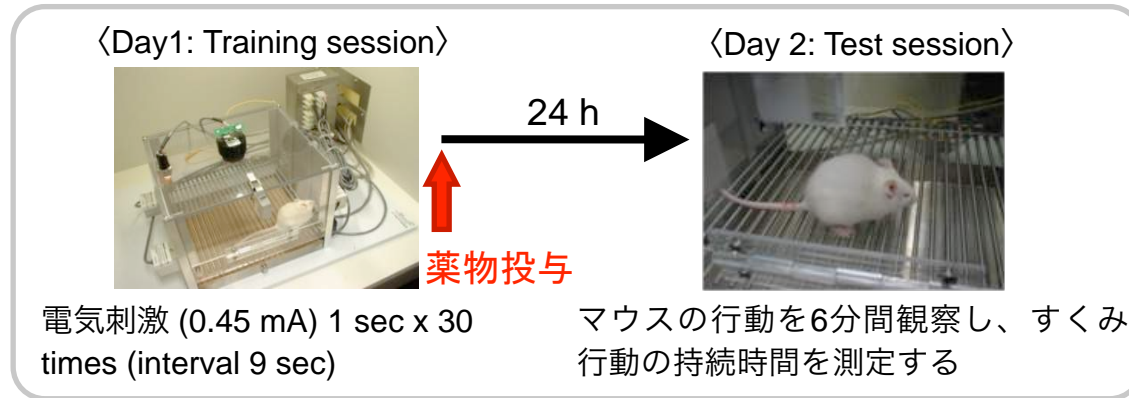 〈Day1: Training session〉
〈Day 2: Test session〉
24 h
薬物投与
電気刺激 (0.45 mA) 1 sec x 30
times (interval 9 sec)
マウスの行動を6分間観察し、すくみ
行動の持続時間を測定する